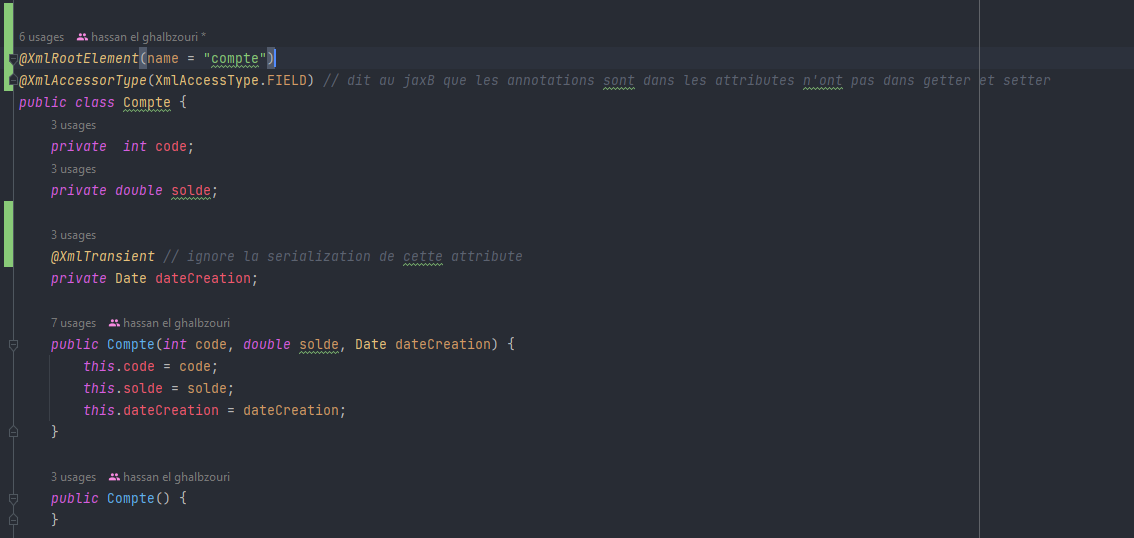 6 usages hassan el ghalbzouri *
@XmlRootElement(name = "compte")
@XmlAccessorType(XmlAccessType.FIELD) // dit au jaxB que les annotations sont dans les attributes n'ont pas dans getter et setter
public class Compte {
3 usages
private  int code;
3 usages
private double solde;
3 usages
@XmlTransient // ignore la serialization de cette attribute
private Date dateCreation;
7 usages hassan el ghalbzouri
public Compte(int code, double solde, Date dateCreation) {
this.code = code;
this.solde = solde;
this.dateCreation = dateCreation;
}
3 usages hassan el ghalbzouri
public Compte() {
}